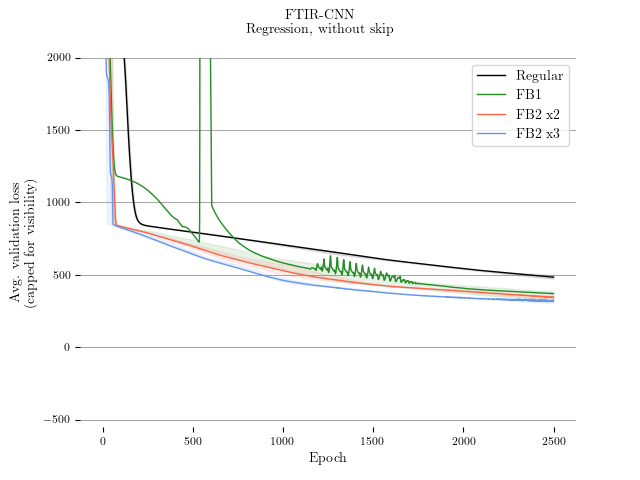 FTIR-CNN
Regression, without skip
Regular
FB1
FB2 x2
FB2 x3
Avg. validation loss
(capped for visibility)
2000
1500
1000
500
0
−500
0 500 1000 1500 2000 2500
Epoch